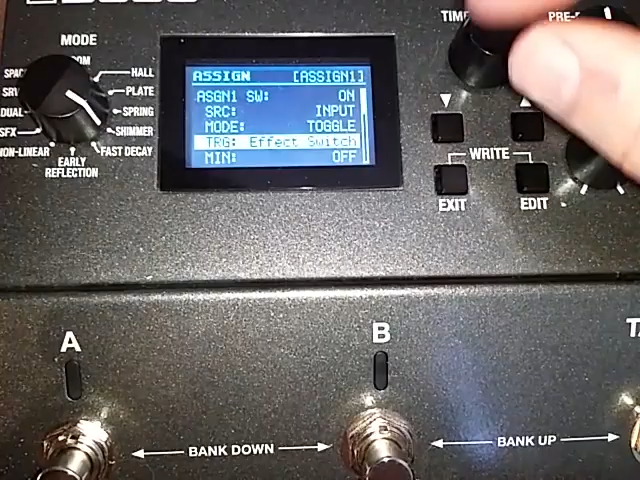 MODE
TIME
HALL
PLATE
SPRING
SHIMMER
FAST DECAY
EARLY
REFLECTION
NON-LINEAR
SFX
DUAL
ASSIGN [ASSIGN1]
ASGN1 SW: ON
SRC: INPUT
MODE: TOGGLE
TRG: Effect Switch
MIN: OFF
WRITE
EXIT EDIT
A B
BANK DOWN BANK UP